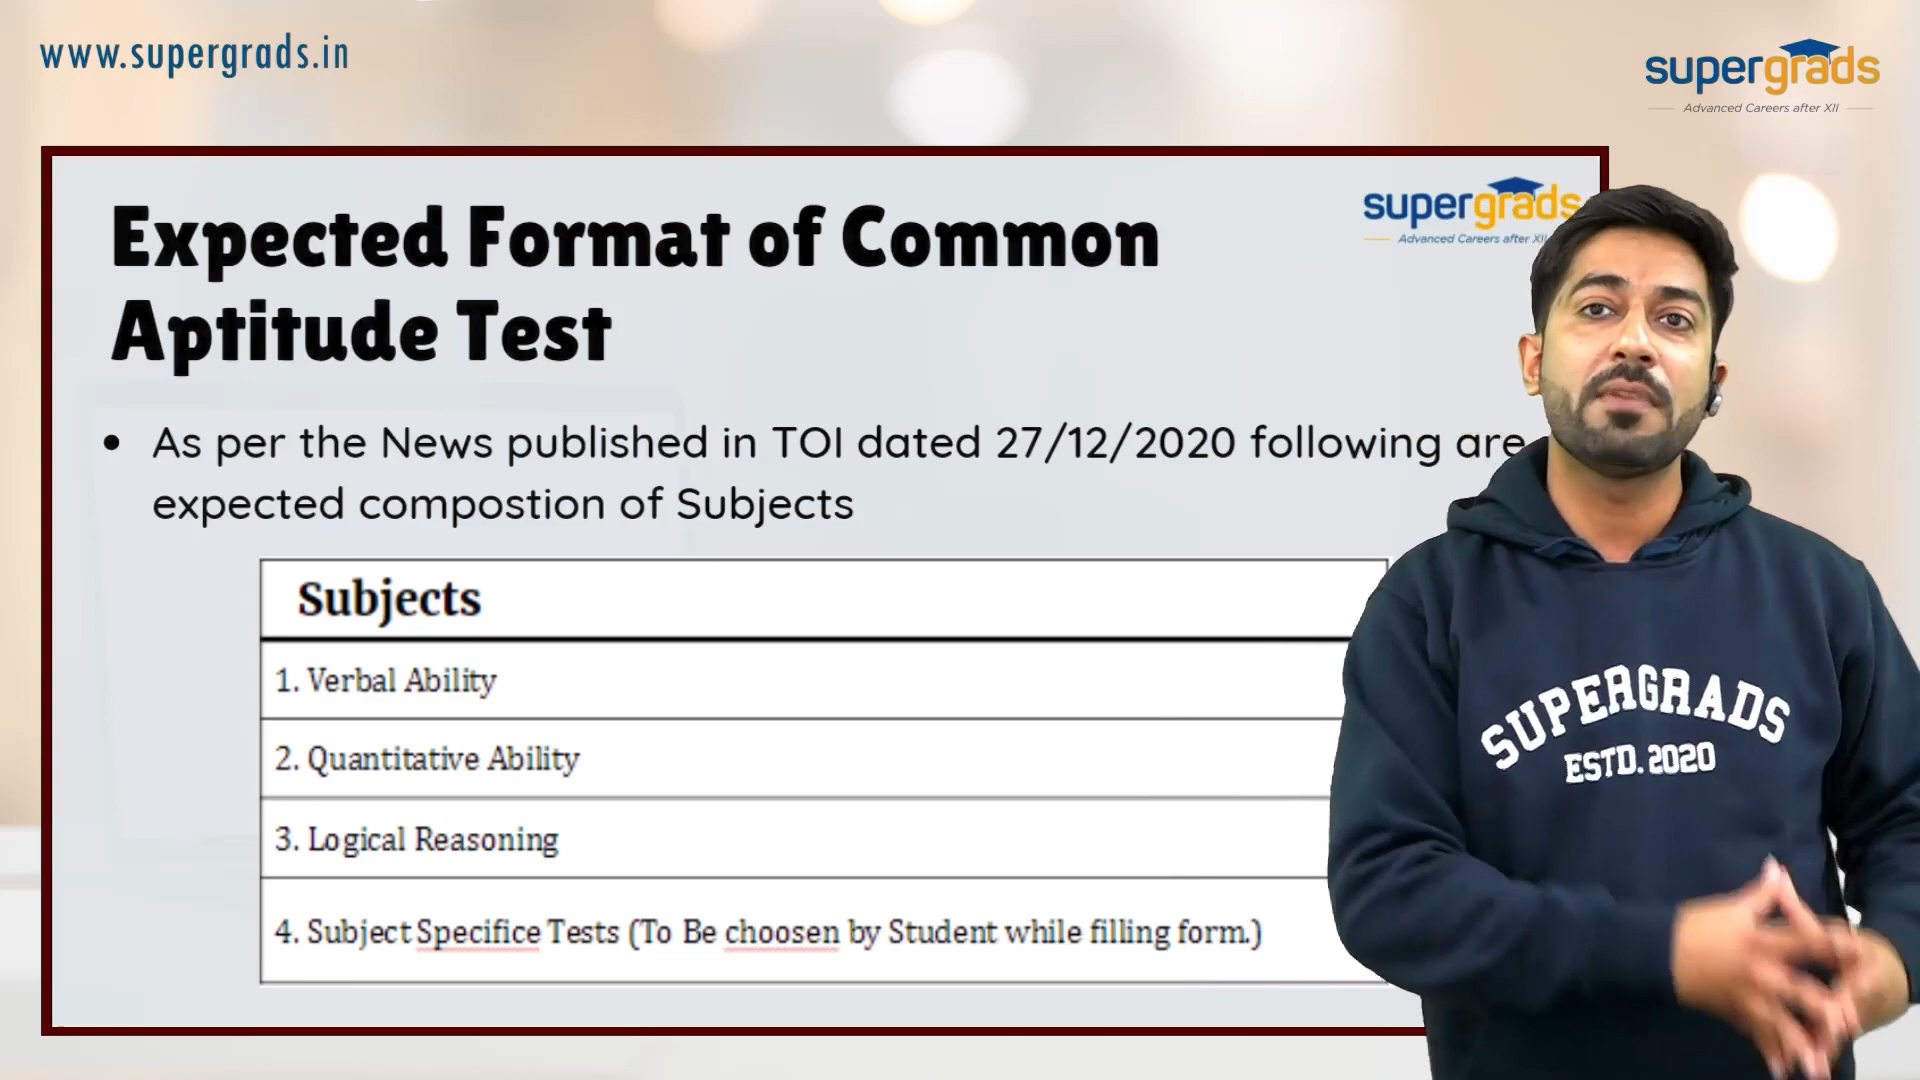 www.supergrads.in
supergrads
Advanced Careers after XII
supergrads
Advanced Careers after XII
Expected Format of Common
Aptitude Test
• As per the News published in TOI dated 27/12/2020 following are
expected compostion of Subjects
Subjects
1. Verbal Ability
2. Quantitative Ability
3. Logical Reasoning
4. Subject Specifice Tests (To Be choosen by Student while filling form.)
SUPERGRADS
ESTD. 2020